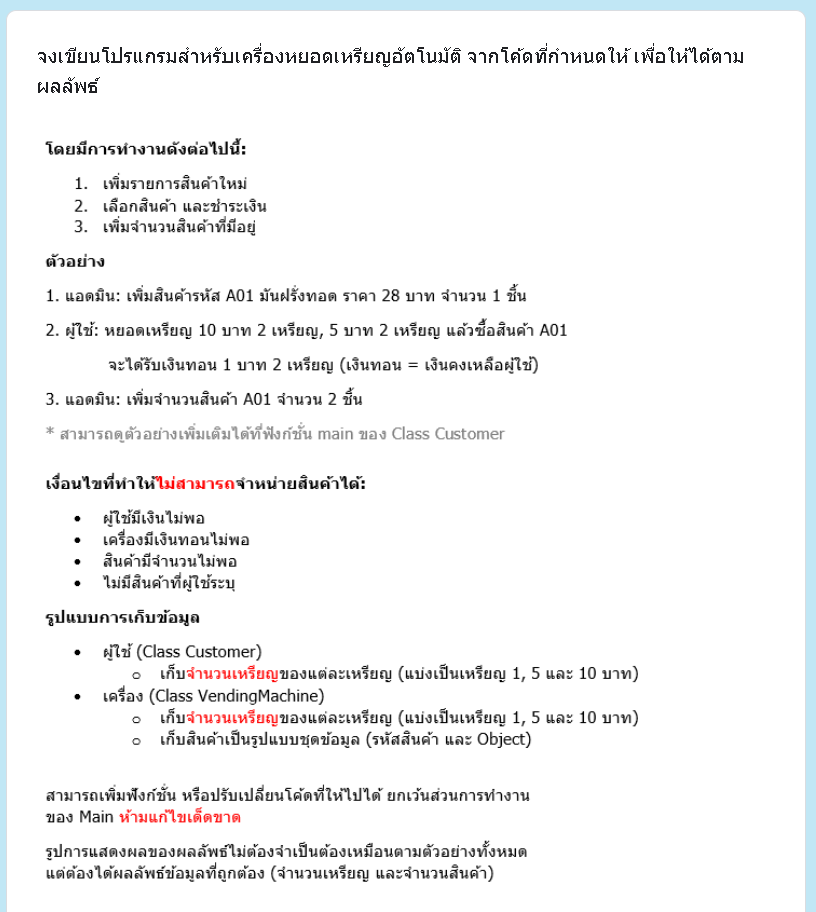 จงเขียนโปรแกรมสำหรับเครื่องหยอดเหรียญอัตโนมัติ จากโค้ดที่กำหนดให้ เพื่อให้ได้ตาม
ผลลัพธ์
โดยมีการทำงานดังต่อไปนี้:
1. เพิ่มรายการสินค้าใหม่
2. เลือกสินค้า และชำระเงิน
3. เพิ่มจำนวนสินค้าที่มีอยู่
ตัวอย่าง
1. แอดมิน: เพิ่มสินค้ารหัส A01 มันฝรั่งทอด ราคา 28 บาท จำนวน 1 ชิ้น
2. ผู้ใช้: หยอดเหรียญ 10 บาท 2 เหรียญ, 5 บาท 2 เหรียญ แล้วซื้อสินค้า A01
จะได้รับเงินทอน 1 บาท 2 เหรียญ (เงินทอน = เงินคงเหลือผู้ใช้)
3. แอดมิน: เพิ่มจำนวนสินค้า A01 จำนวน 2 ชิ้น
* สามารถดูตัวอย่างเพิ่มเติมได้ที่ฟังก์ชั่น main ของ Class Customer
เงื่อนไขที่ทำให้ไม่สามารถจำหน่ายสินค้าได้:
• ผู้ใช้มีเงินไม่พอ
• เครื่องมีเงินทอนไม่พอ
• สินค้ามีจำนวนไม่พอ
• ไม่มีสินค้าที่ผู้ใช้ระบุ
รูปแบบการเก็บข้อมูล
• ผู้ใช้ (Class Customer)
o เก็บจำนวนเหรียญของแต่ละเหรียญ (แบ่งเป็นเหรียญ 1, 5 และ 10 บาท)
• เครื่อง (Class VendingMachine)
o เก็บจำนวนเหรียญของแต่ละเหรียญ (แบ่งเป็นเหรียญ 1, 5 และ 10 บาท)
o เก็บสินค้าเป็นรูปแบบชุดข้อมูล (รหัสสินค้า และ Object)
สามารถเพิ่มฟังก์ชั่น หรือปรับเปลี่ยนโค้ดที่ให้ไปได้ ยกเว้นส่วนการทำงาน
ของ Main ห้ามแก้ไขเด็ดขาด
รูปการแสดงผลของผลลัพธ์ไม่ต้องจำเป็นต้องเหมือนตามตัวอย่างทั้งหมด
แต่ต้องได้ผลลัพธ์ข้อมูลที่ถูกต้อง (จำนวนเหรียญ และจำนวนสินค้า)